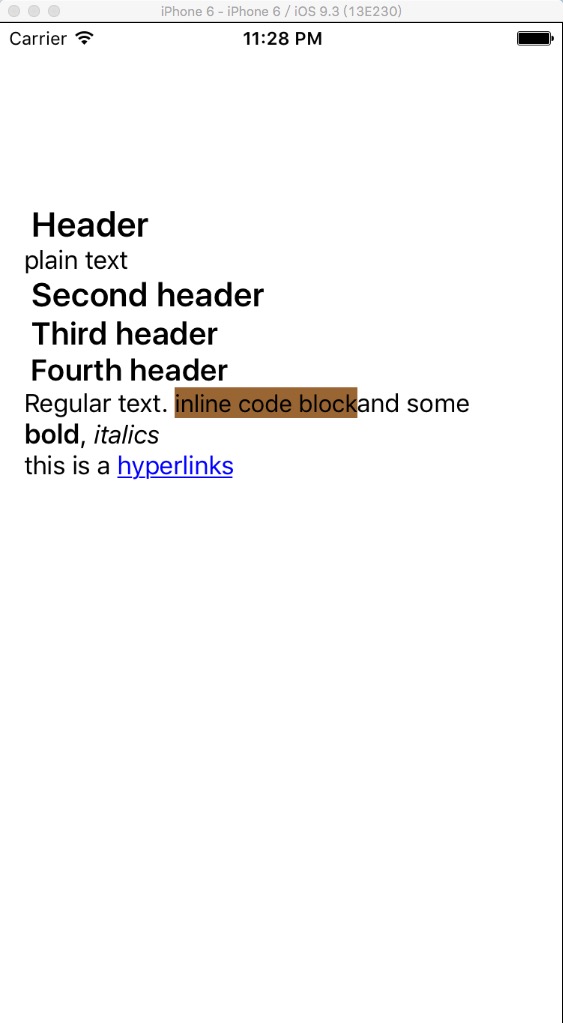 iPhone 6 - iPhone 6 / iOS 9.3 (13E230)
Carrier 11:28 PM
Header
plain text
Second header
Third header
Fourth header
Regular text. inline code blockand some
bold, italics
this is a hyperlinks